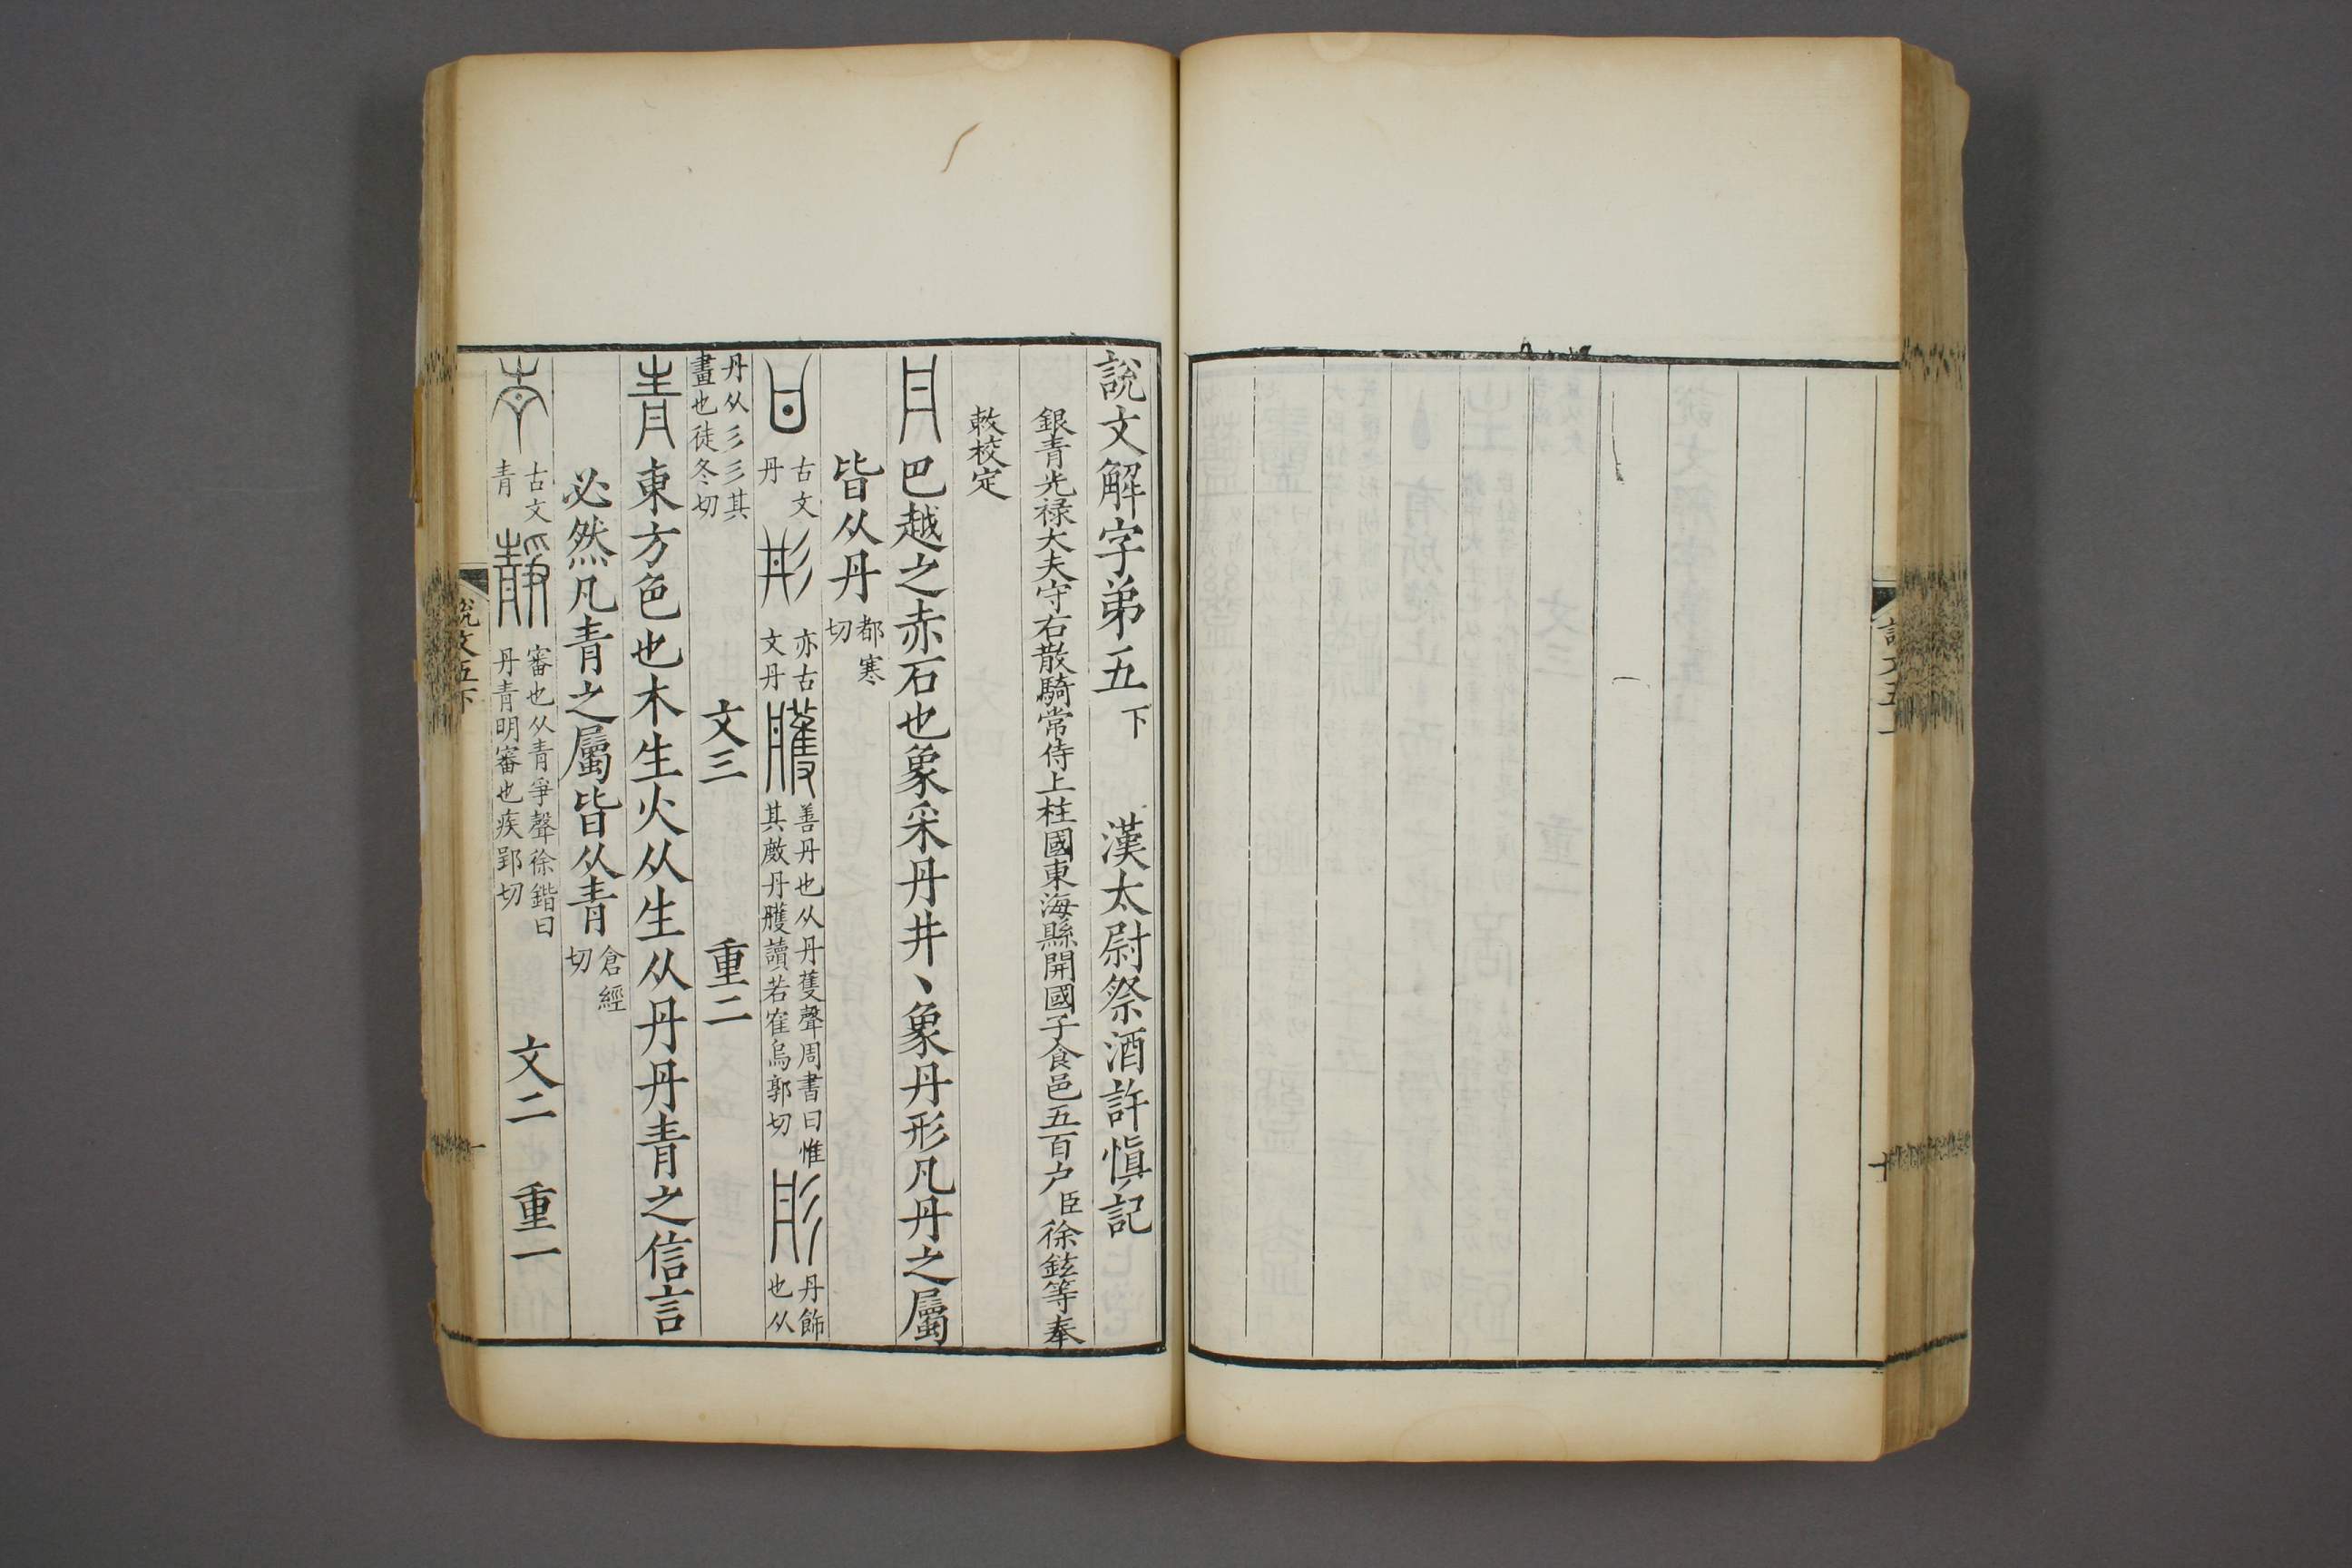 說文解字弟五下 漢太尉祭酒許愼記
銀青光禄大夫守右散騎常侍上柱國東海縣開國子食邑五百户臣徐鉉等奉
敕校定
丹巴越之赤石也象采丹井丶象丹形凡丹之屬
皆从丹都寒切
古文丹 亦古文丹 雘善丹也从丹蒦聲周書曰惟其斁丹雘讀若隺烏郭切 彤丹飾也从
丹从彡彡其畫也徒冬切 文三 重二
青東方色也木生火从生从丹丹青之信言
必然凡青之屬皆从青倉經切
古文青 靜審也从青爭聲徐鍇曰丹青明審也疾郢切 文二 重一
說文五下
一
十